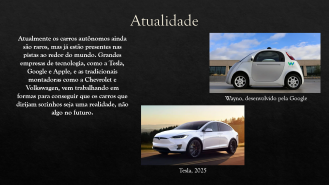 Atualidade
Atualmente os carros autônomos ainda
são raros, mas já estão presentes nas
pistas ao redor do mundo. Grandes
empresas de tecnologia, como a Tesla,
Google e Apple, e as tradicionais
montadoras como a Chevrolet e
Volkswagen, vem trabalhando em
formas para conseguir que os carros que
dirijam sozinhos seja uma realidade, não
algo no futuro.
Wayno, desenvolvido pela Google
Tesla, 2025